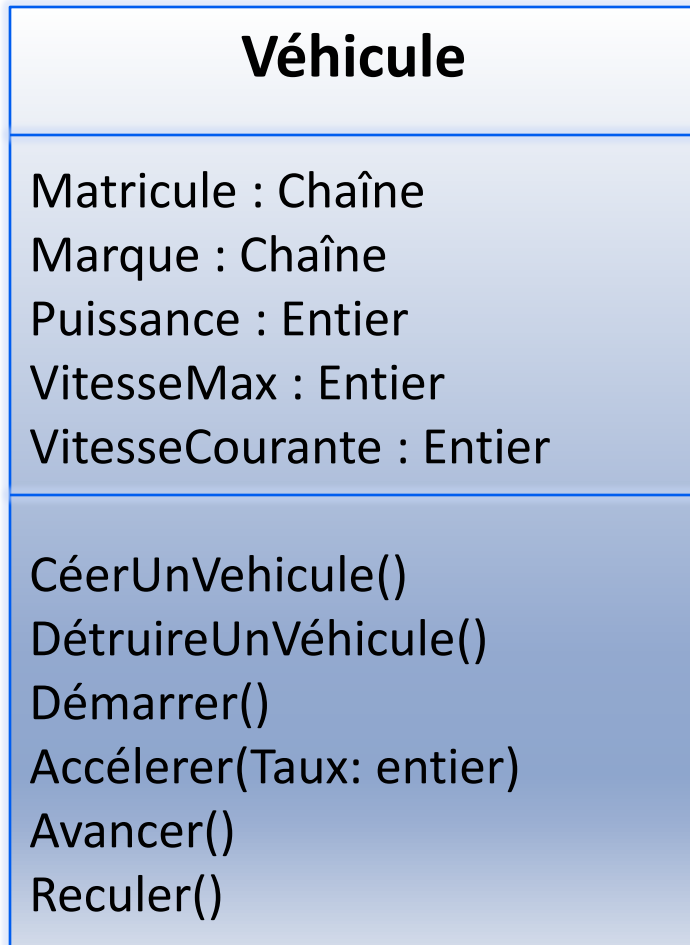 Véhicule
Matricule : Chaîne
Marque : Chaîne
Puissance : Entier
VitesseMax : Entier
VitesseCourante : Entier
CéerUnVehicule()
DétruireUnVéhicule()
Démarrer()
Accélerer(Taux: entier)
Avancer()
Reculer()